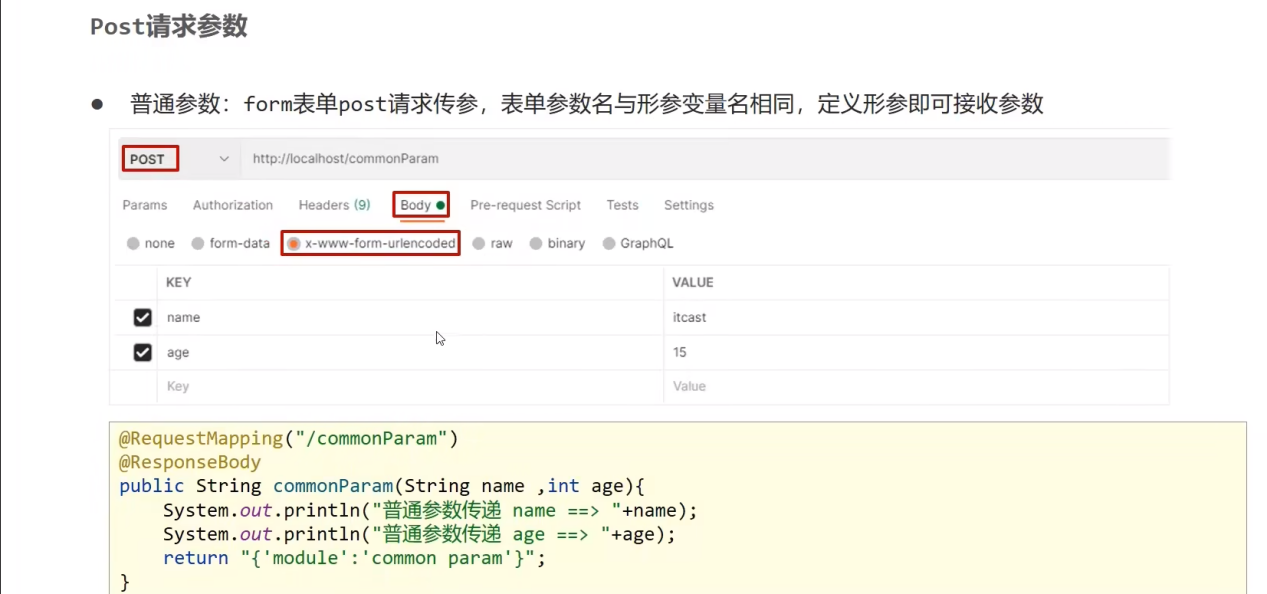 Post请求参数
● 普通参数：form表单post请求传参，表单参数名与形参变量名相同，定义形参即可接收参数
POST http://localhost/commonParam
Params Authorization Headers (9) Body Pre-request Script Tests Settings
none form-data x-www-form-urlencoded raw binary GraphQL
KEY VALUE
name itcast
age 15
Key Value
@RequestMapping("/commonParam")
@ResponseBody
public String commonParam(String name ,int age){
System.out.println("普通参数传递 name ==> "+name);
System.out.println("普通参数传递 age ==> "+age);
return "{'module':'common param'}";
}